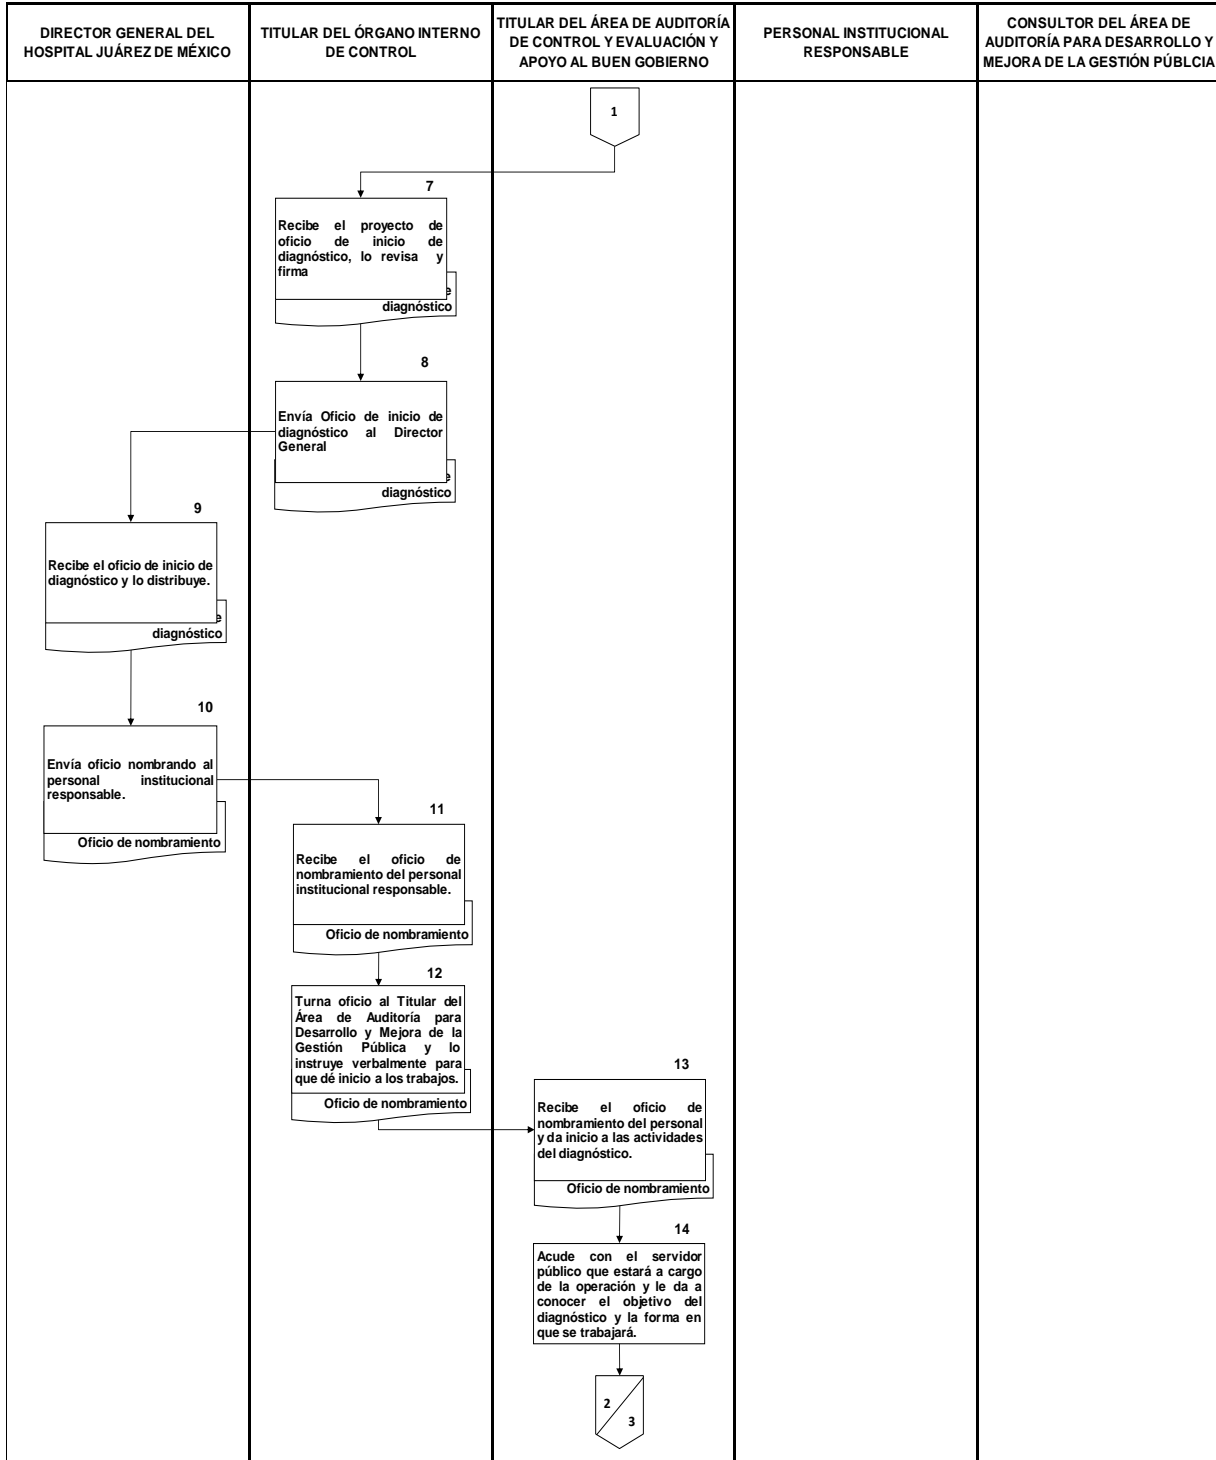 DIRECTOR GENERAL DEL
HOSPITAL JUÁREZ DE MÉXICO
TITULAR DEL ÓRGANO INTERNO
DE CONTROL
TITULAR DEL ÁREA DE AUDITORÍA
DE CONTROL Y EVALUACIÓN Y
APOYO AL BUEN GOBIERNO
PERSONAL INSTITUCIONAL
RESPONSABLE
CONSULTOR DEL ÁREA DE
AUDITORÍA PARA DESARROLLO Y
MEJORA DE LA GESTIÓN PÚBLCIA
1
7
Recibe el proyecto de
oficio de inicio de
diagnóstico, lo revisa y
firma
diagnóstico
8
Envía Oficio de inicio de
diagnóstico al Director
General
diagnóstico
9
Recibe el oficio de inicio de
diagnóstico y lo distribuye.
diagnóstico
10
Envía oficio nombrando al
personal institucional
responsable.
Oficio de nombramiento
11
Recibe el oficio de
nombramiento del personal
institucional responsable.
Oficio de nombramiento
12
Turna oficio al Titular del
Área de Auditoría para
Desarrollo y Mejora de la
Gestión Pública y lo
instruye verbalmente para
que dé inicio a los trabajos.
Oficio de nombramiento
13
Recibe el oficio de
nombramiento del personal
y da inicio a las actividades
del diagnóstico.
Oficio de nombramiento
14
Acude con el servidor
público que estará a cargo
de la operación y le da a
conocer el objetivo del
diagnóstico y la forma en
que se trabajará.
2
3